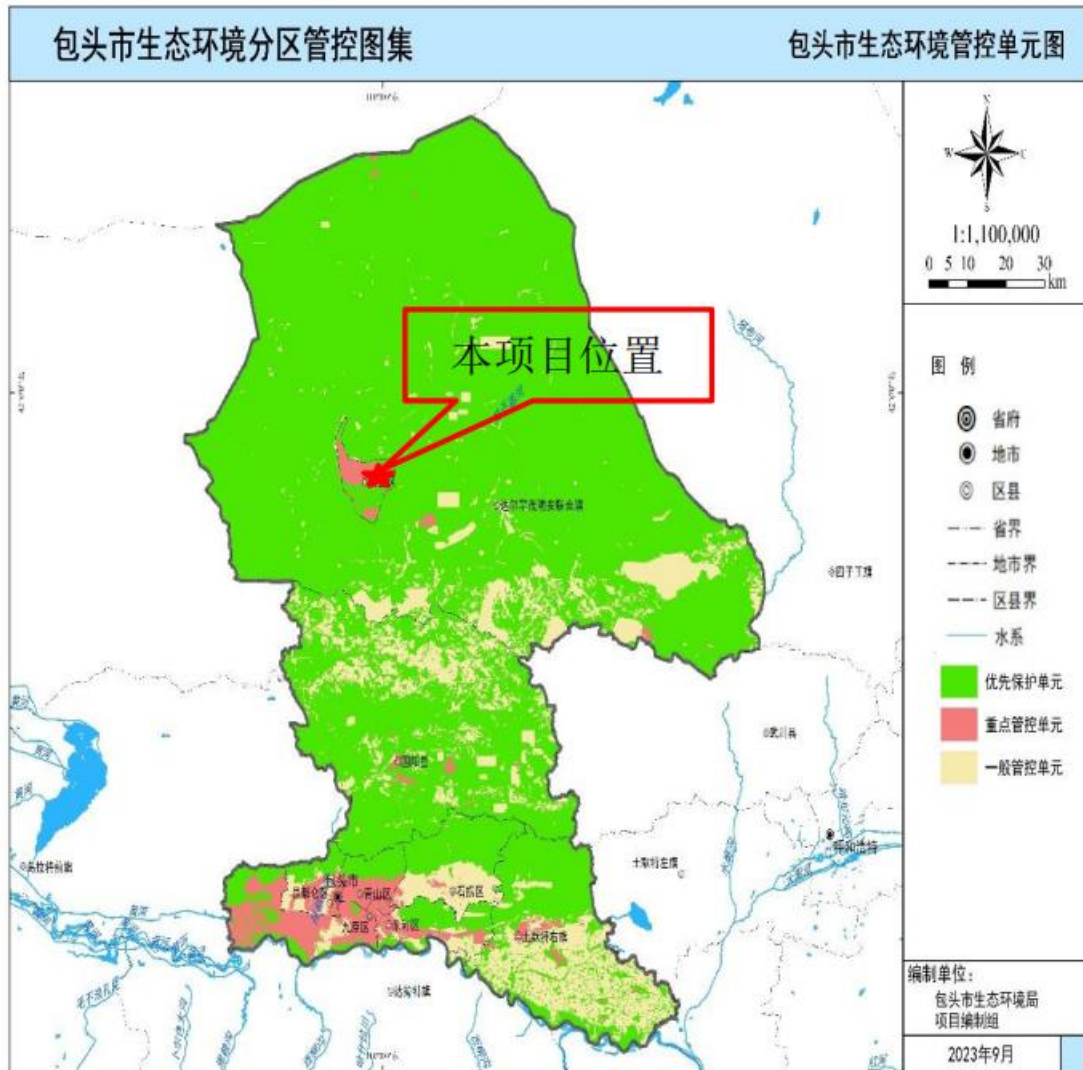 包头市生态环境分区管控图集
包头市生态环境管控单元图
N
W
S
1:1,100,000
0 5 10 20 30
km
本项目位置
达尔罕茂明安联合旗
四子王旗
固阳县
武川县
呼和浩特
土默特左旗
乌拉特前旗
包头市
昆都仑区
青山区
石拐区
九原区
东河区
土默特右旗
达拉特旗
黄河
图 例
省府
地市
区县
省界
地市界
区县界
水系
优先保护单元
重点管控单元
一般管控单元
编制单位：
包头市生态环境局
项目编制组
2023年9月